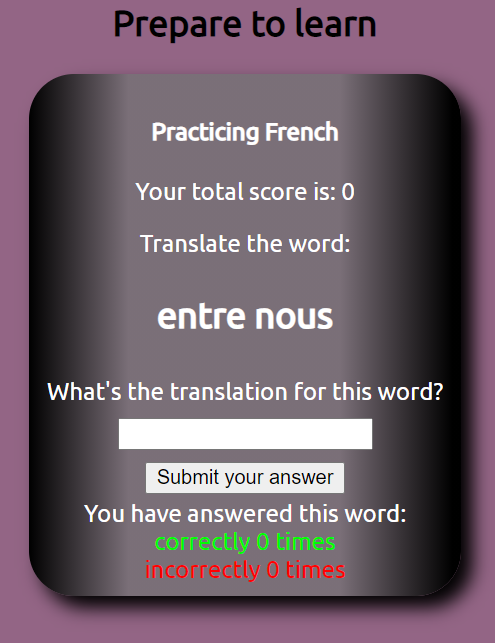 Prepare to learn
Practicing French
Your total score is: 0
Translate the word:
entre nous
What's the translation for this word?
Submit your answer
You have answered this word:
correctly 0 times
incorrectly 0 times